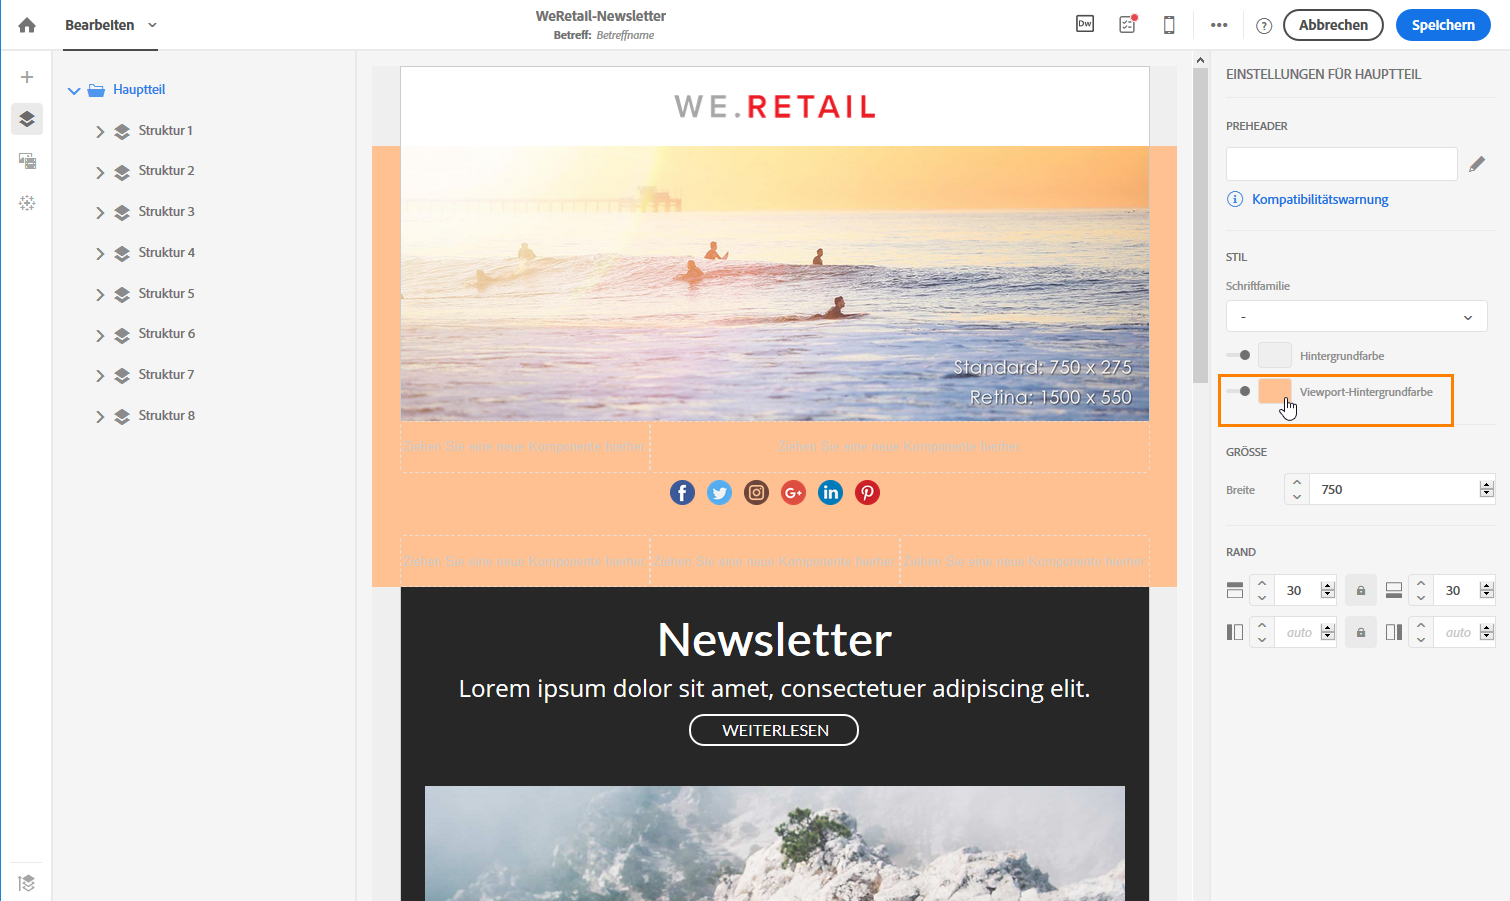 Bearbeiten
WeRetail-Newsletter
Betreff: Betreffname
Dw
Abbrechen
Speichern
Hauptteil
Struktur 1
Struktur 2
Struktur 3
Struktur 4
Struktur 5
Struktur 6
Struktur 7
Struktur 8
WE.RETAIL
Standard: 750 x 275
Retina: 1500 x 550
Ziehen Sie eine neue Komponente hierher
Ziehen Sie eine neue Komponente hierher
Ziehen Sie eine neue Komponente hierher
Ziehen Sie eine neue Komponente hierher
Ziehen Sie eine neue Komponente hierher
Newsletter
Lorem ipsum dolor sit amet, consectetuer adipiscing elit.
WEITERLESEN
EINSTELLUNGEN FÜR HAUPTTEIL
PREHEADER
Kompatibilitätswarnung
STIL
Schriftfamilie
-
Hintergrundfarbe
Viewport-Hintergrundfarbe
GRÖSSE
Breite 750
RAND
30 30
auto auto